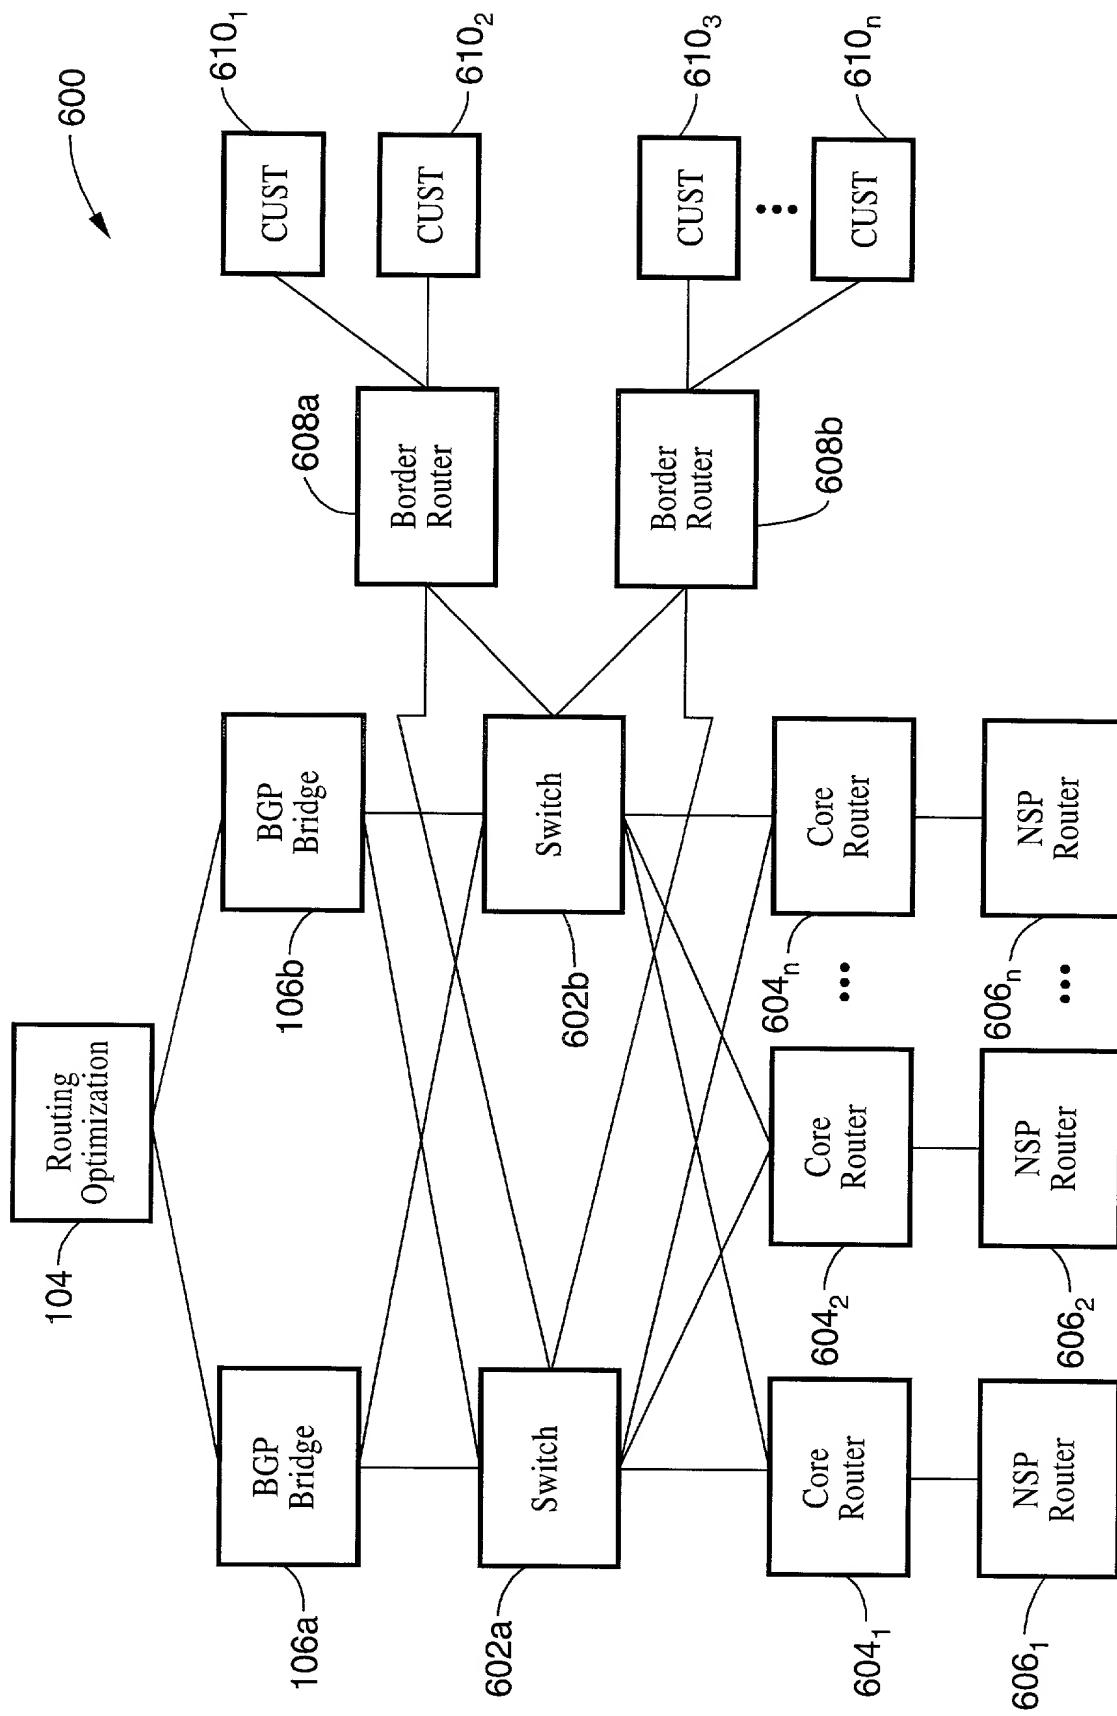 600
Routing
Optimization
104
BGP
Bridge
106a
BGP
Bridge
106b
CUST
610₁
CUST
610₂
Switch
602a
Switch
602b
Border
Router
608a
Border
Router
608b
CUST
610₃
•••
CUST
610ₙ
Core
Router
604₁
Core
Router
604₂
•••
Core
Router
604ₙ
NSP
Router
606₁
NSP
Router
606₂
•••
NSP
Router
606ₙ